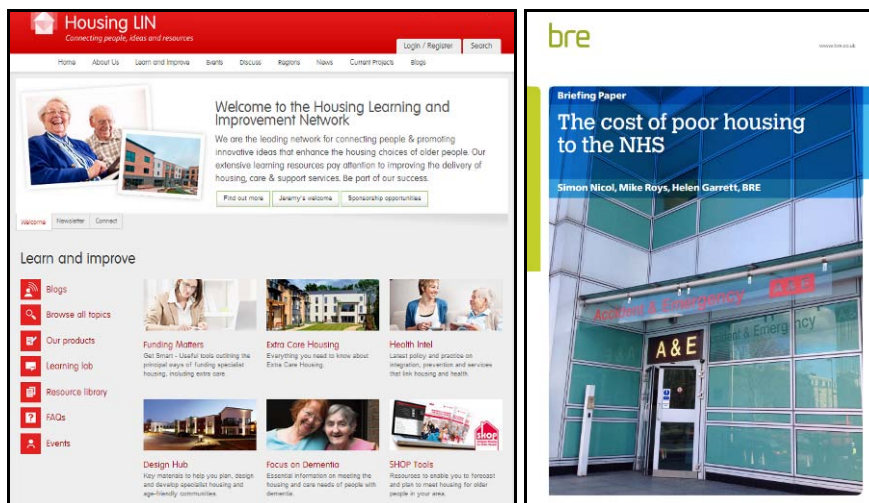 Housing LIN
Connecting people, ideas and resources
Login / Register
Search
Home About Us Learn and Improve Events Discuss Regions News Current Projects Blogs
Welcome to the Housing Learning and
Improvement Network
We are the leading network for connecting people & promoting
innovative ideas that enhance the housing choices of older people. Our
extensive learning resources pay attention to improving the delivery of
housing, care & support services. Be part of our success.
Find out more
Jeremy's welcome
Sponsorship opportunities
Welcome
Newsletter
Connect
Learn and improve
Blogs
Browse all topics
Our products
Learning lab
Resource library
FAQs
Events
Funding Matters
Get Smart - Useful tools outlining the
principal ways of funding specialist
housing, including extra care.
Extra Care Housing
Everything you need to know about
Extra Care Housing.
Health Intel
Latest policy and practice on
integration, prevention and services
that link housing and health.
Design Hub
Key materials to help you plan, design
and develop specialist housing and
age-friendly communities.
Focus on Dementia
Essential information on meeting the
housing and care needs of people with
dementia.
SHOP
SHOP Tools
Resources to enable you to forecast
and plan to meet housing for older
people in your area.
bre
www.bre.co.uk
Briefing Paper
The cost of poor housing
to the NHS
Simon Nicol, Mike Roys, Helen Garrett, BRE
Accident & Emergency A&E
A & E
Accident & Emergency